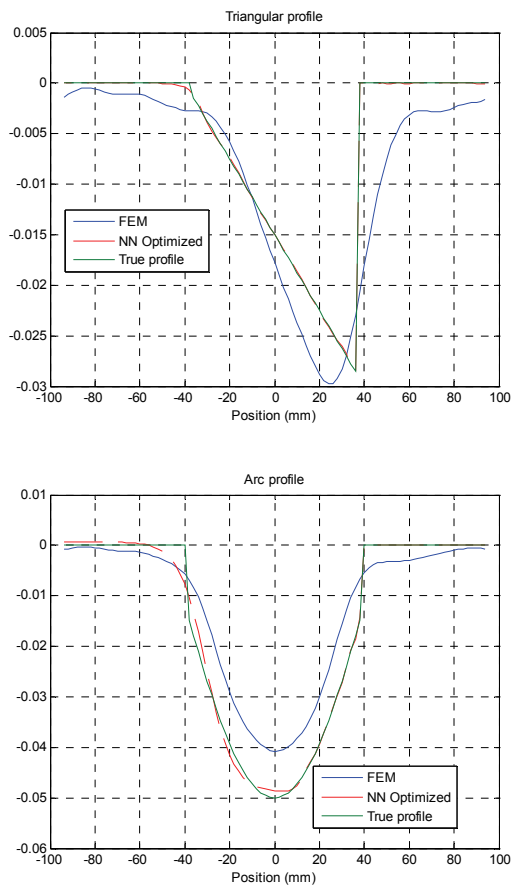 Triangular profile
0.005
0
-0.005
-0.01
-0.015
-0.02
-0.025
-0.03
FEM
NN Optimized
True profile
-100 -80 -60 -40 -20 0 20 40 60 80 100
Position (mm)
Arc profile
0.01
0
-0.01
-0.02
-0.03
-0.04
-0.05
-0.06
FEM
NN Optimized
True profile
-100 -80 -60 -40 -20 0 20 40 60 80 100
Position (mm)